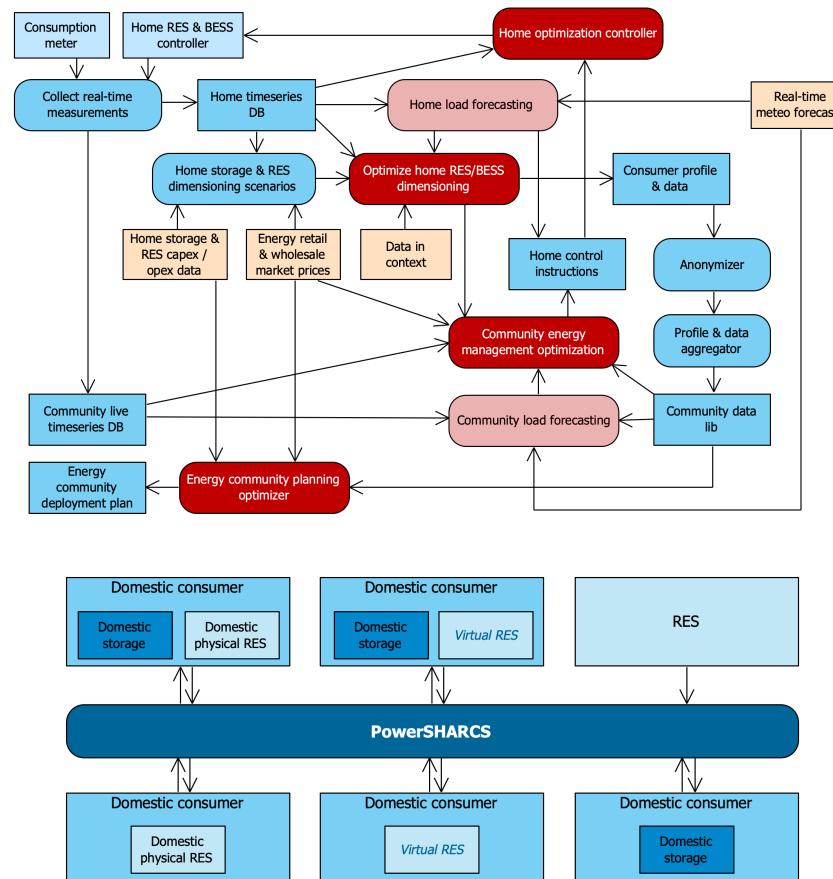 Consumption
meter
Home RES & BESS
controller
Home optimization controller
Collect real-time
measurements
Home timeseries
DB
Home load forecasting
Real-time
meteo forecas
Home storage & RES
dimensioning scenarios
Optimize home RES/BESS
dimensioning
Consumer profile
& data
Home storage &
RES capex /
opex data
Energy retail
& wholesale
market prices
Data in
context
Home control
instructions
Anonymizer
Community energy
management optimization
Profile & data
aggregator
Community live
timeseries DB
Community load forecasting
Community data
lib
Energy
community
deployment plan
Energy community planning
optimizer
Domestic consumer
Domestic
storage
Domestic
physical RES
Domestic consumer
Domestic
storage
Virtual RES
RES
PowerSHARCS
Domestic consumer
Domestic
physical RES
Domestic consumer
Virtual RES
Domestic consumer
Domestic
storage